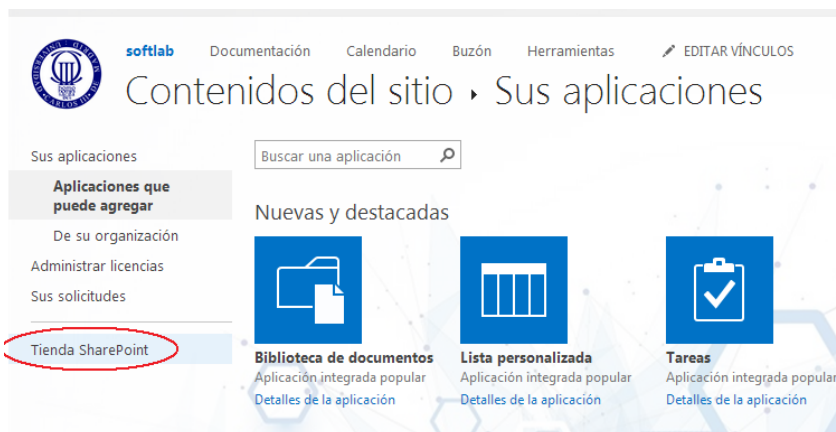 softlab Documentación Calendario Buzón Herramientas EDITAR VÍNCULOS
Contenidos del sitio Sus aplicaciones
Sus aplicaciones
Aplicaciones que
puede agregar
De su organización
Administrar licencias
Sus solicitudes
Tienda SharePoint
Buscar una aplicación
Nuevas y destacadas
Biblioteca de documentos
Aplicación integrada popular
Detalles de la aplicación
Lista personalizada
Aplicación integrada popular
Detalles de la aplicación
Tareas
Aplicación integrada popular
Detalles de la aplicación